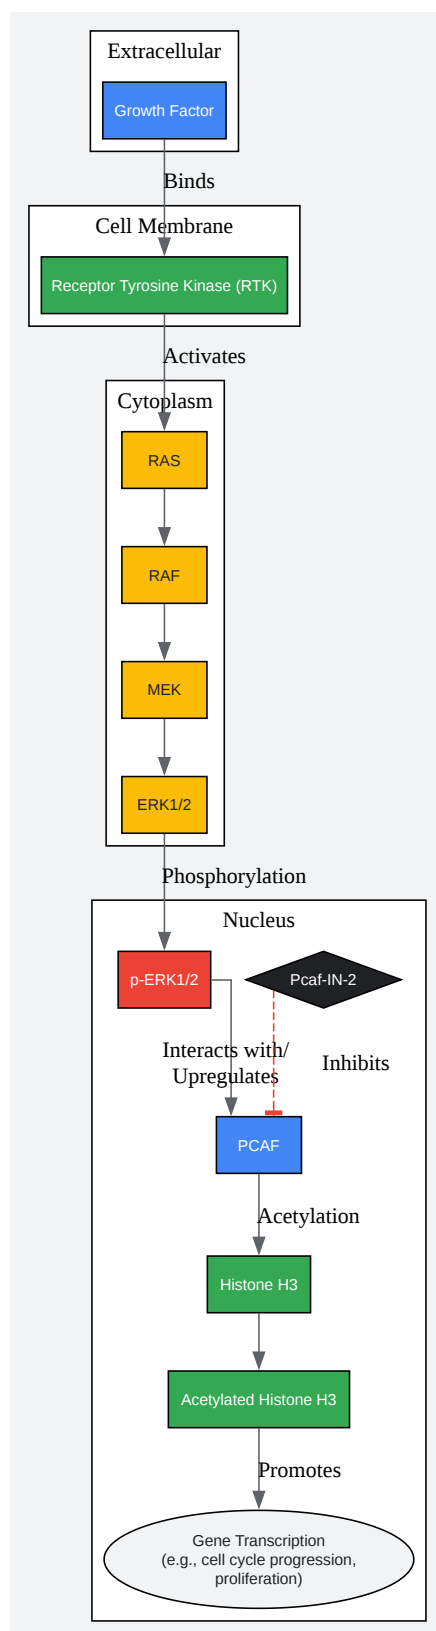 Extracellular
Growth Factor
Binds
Cell Membrane
Receptor Tyrosine Kinase (RTK)
Activates
Cytoplasm
RAS
RAF
MEK
ERK1/2
Phosphorylation
Nucleus
p-ERK1/2
Pcaf-IN-2
Interacts with/
Upregulates
Inhibits
PCAF
Acetylation
Histone H3
Acetylated Histone H3
Promotes
Gene Transcription
(e.g., cell cycle progression,
proliferation)